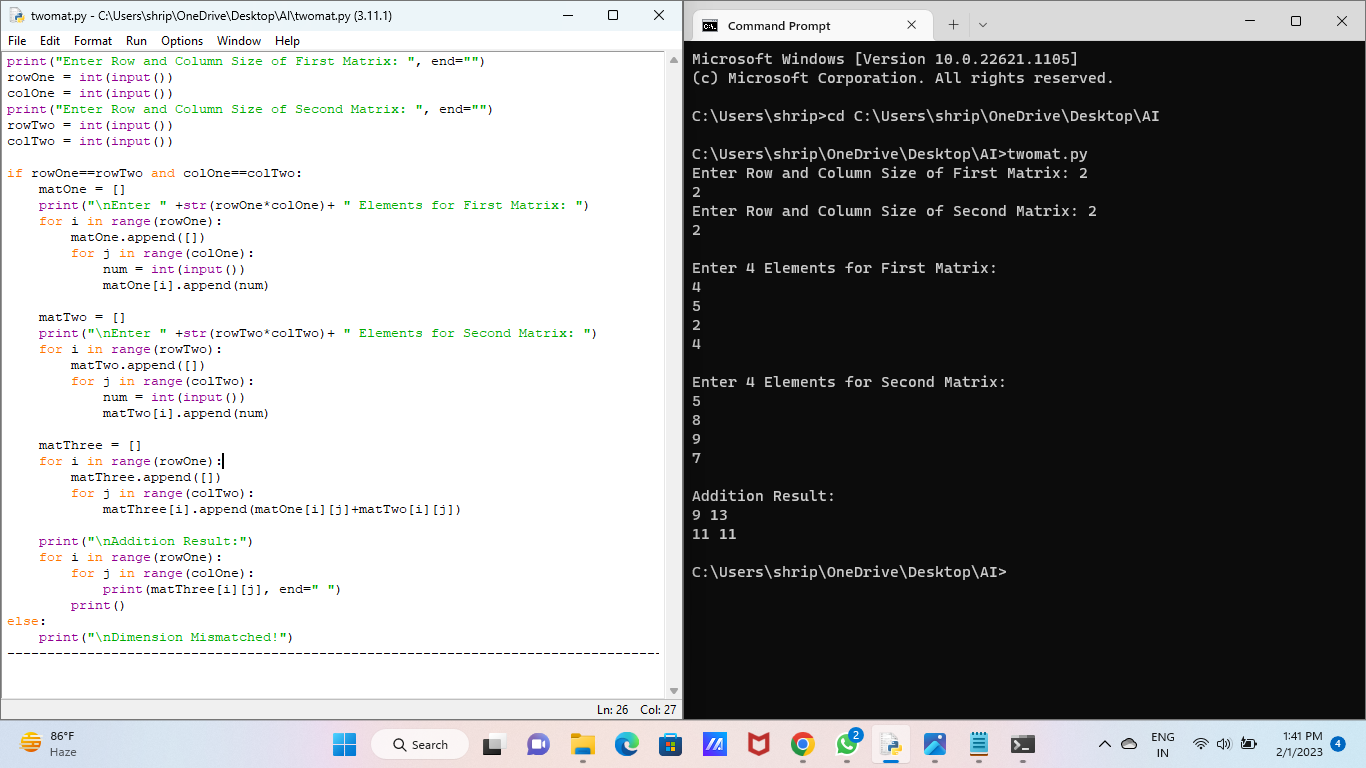 twomat.py - C:\Users\shrip\OneDrive\Desktop\AI\twomat.py (3.11.1)
File Edit Format Run Options Window Help
print("Enter Row and Column Size of First Matrix: ", end="")
rowOne = int(input())
colOne = int(input())
print("Enter Row and Column Size of Second Matrix: ", end="")
rowTwo = int(input())
colTwo = int(input())

if rowOne==rowTwo and colOne==colTwo:
    matOne = []
    print("\nEnter " +str(rowOne*colOne)+ " Elements for First Matrix: ")
    for i in range(rowOne):
        matOne.append([])
        for j in range(colOne):
            num = int(input())
            matOne[i].append(num)

    matTwo = []
    print("\nEnter " +str(rowTwo*colTwo)+ " Elements for Second Matrix: ")
    for i in range(rowTwo):
        matTwo.append([])
        for j in range(colTwo):
            num = int(input())
            matTwo[i].append(num)

    matThree = []
    for i in range(rowOne):
        matThree.append([])
        for j in range(colTwo):
            matThree[i].append(matOne[i][j]+matTwo[i][j])

    print("\nAddition Result:")
    for i in range(rowOne):
        for j in range(colOne):
            print(matThree[i][j], end=" ")
        print()
else:
    print("\nDimension Mismatched!")
----------------------------------------------------------------------------------
Ln: 26 Col: 27
Command Prompt
Microsoft Windows [Version 10.0.22621.1105]
(c) Microsoft Corporation. All rights reserved.

C:\Users\shrip>cd C:\Users\shrip\OneDrive\Desktop\AI

C:\Users\shrip\OneDrive\Desktop\AI>twomat.py
Enter Row and Column Size of First Matrix: 2
2
Enter Row and Column Size of Second Matrix: 2
2

Enter 4 Elements for First Matrix:
4
5
2
4

Enter 4 Elements for Second Matrix:
5
8
9
7

Addition Result:
9 13
11 11

C:\Users\shrip\OneDrive\Desktop\AI>
86°F
Haze
Search
2
ENG
IN
1:41 PM
2/1/2023
4